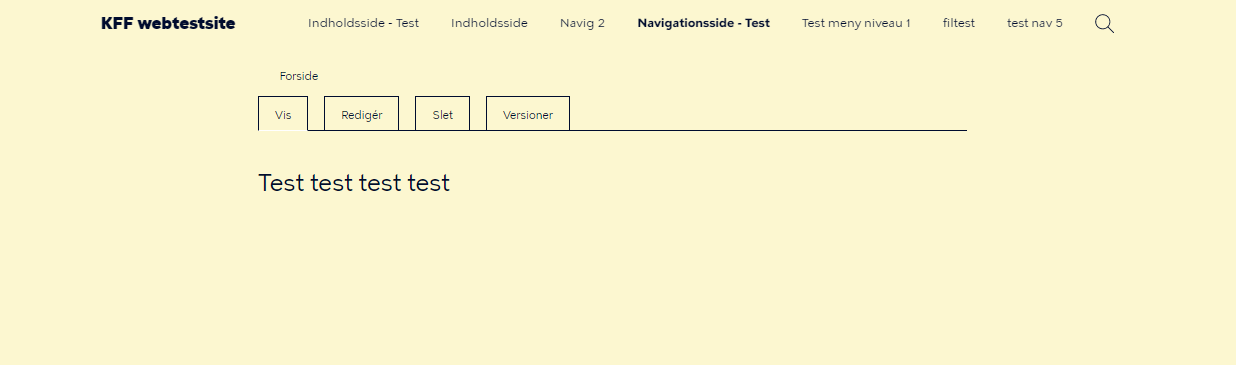 KFF webtestsite Indholdsside - Test Indholdsside Navig 2 Navigationsside - Test Test meny niveau 1 filtest test nav 5
Forside
Vis Redigér Slet Versioner
Test test test test